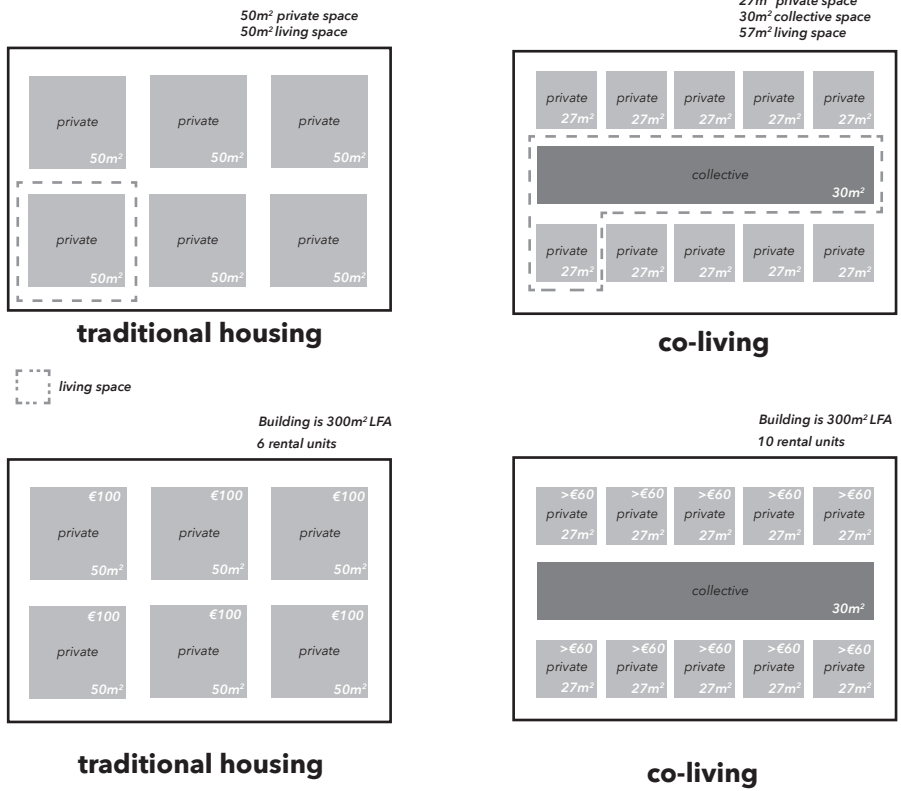 50m² private space
50m² living space
27m² private space
30m² collective space
57m² living space
private private private
50m² 50m² 50m²
private private private
50m² 50m² 50m²
traditional housing
private private private private private
27m² 27m² 27m² 27m² 27m²
collective
30m²
private private private private private
27m² 27m² 27m² 27m² 27m²
co-living
living space
Building is 300m² LFA
6 rental units
€100 €100 €100
private private private
50m² 50m² 50m²
€100 €100 €100
private private private
50m² 50m² 50m²
traditional housing
Building is 300m² LFA
10 rental units
>€60 >€60 >€60 >€60 >€60
private private private private private
27m² 27m² 27m² 27m² 27m²
collective
30m²
>€60 >€60 >€60 >€60 >€60
private private private private private
27m² 27m² 27m² 27m² 27m²
co-living